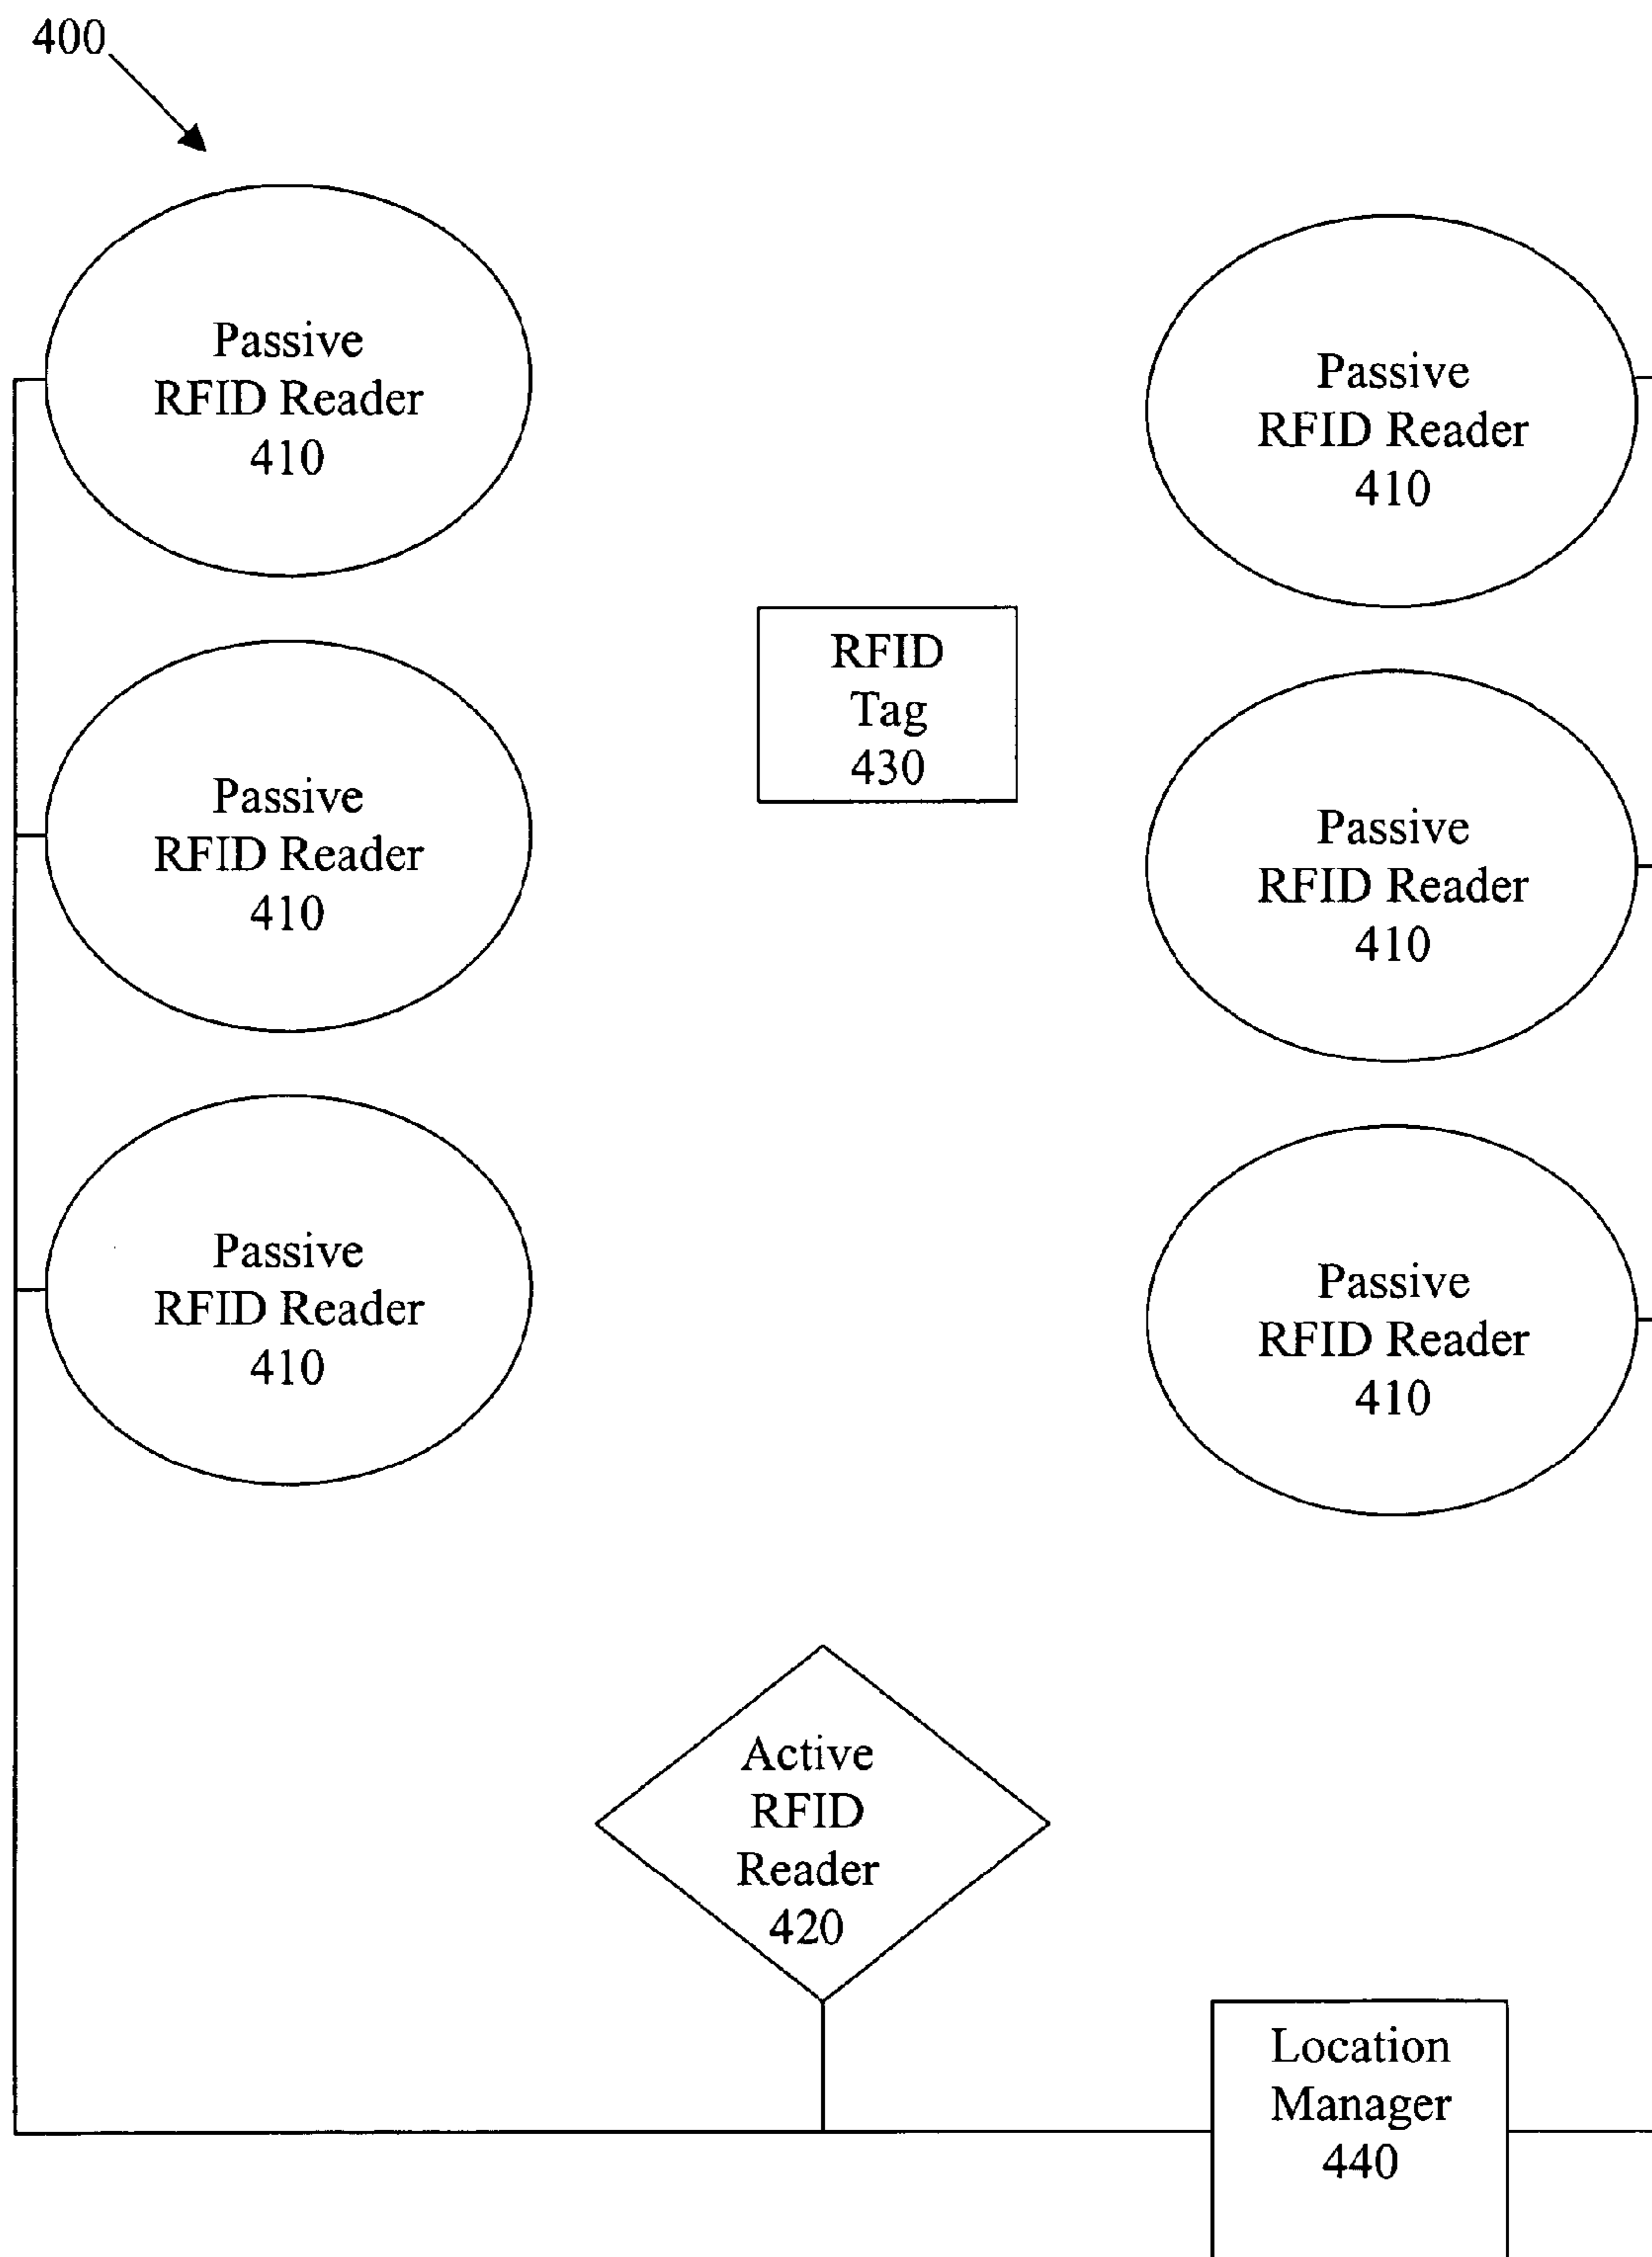 400
Passive
RFID Reader
410
Passive
RFID Reader
410
RFID
Tag
430
Passive
RFID Reader
410
Passive
RFID Reader
410
Passive
RFID Reader
410
Passive
RFID Reader
410
Active
RFID
Reader
420
Location
Manager
440